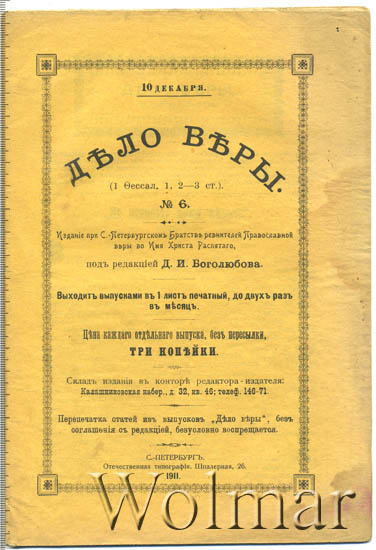 10 ДЕКАБРЯ.
ДѢЛО ВѢРЫ.
(1 Ѳессал. 1, 2—3 ст.).
№ 6.
Изданіе при С.-Петербургскомъ Братствѣ ревнителей Православной
вѣры во Имя Христа Распятаго,
подъ редакціей Д. И. Боголюбова.
Выходитъ выпусками въ 1 листъ печатный, до двухъ разъ
въ мѣсяцъ.
Цѣна каждаго отдѣльнаго выпуска, безъ пересылки,
ТРИ КОПѢЙКИ.
Складъ изданія въ конторѣ редактора-издателя:
Калашниковская набер., д. 32, кв. 46; телеф. 146-71.
Перепечатка статей изъ выпусковъ „Дѣло вѣры“, безъ
соглашенія съ редакціей, безусловно воспрещается.
С.-ПЕТЕРБУРГЪ.
Отечественная типографія. Шпалерная, 26.
1911.
Wolmar